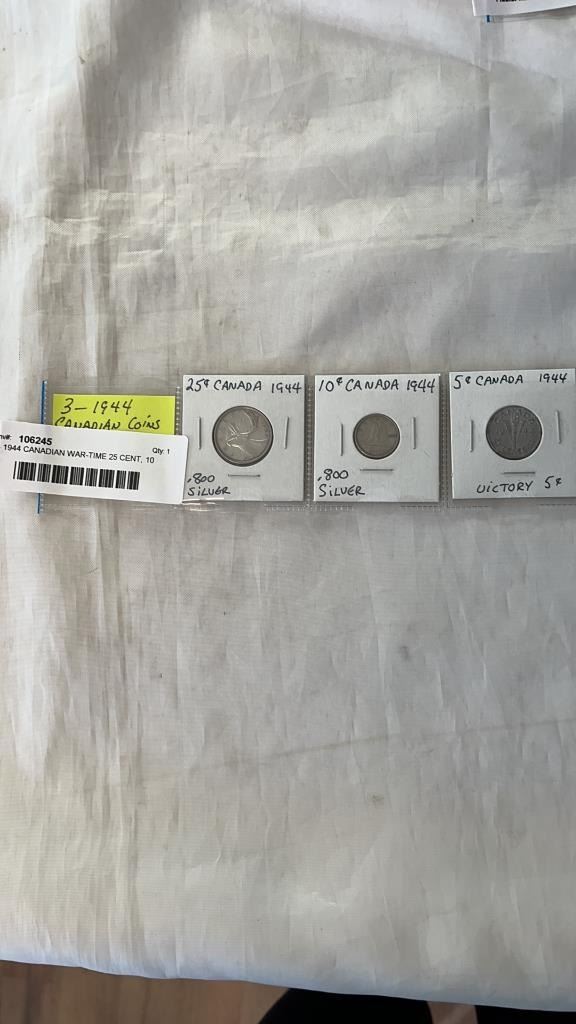 3-1944
CANADIAN COINS
106245
Qty: 1
1944 CANADIAN WAR-TIME 25 CENT, 10
25¢ CANADA 1944
.800
SILVER
10¢ CANADA 1944
.800
SILVER
5¢ CANADA 1944
VICTORY 5¢